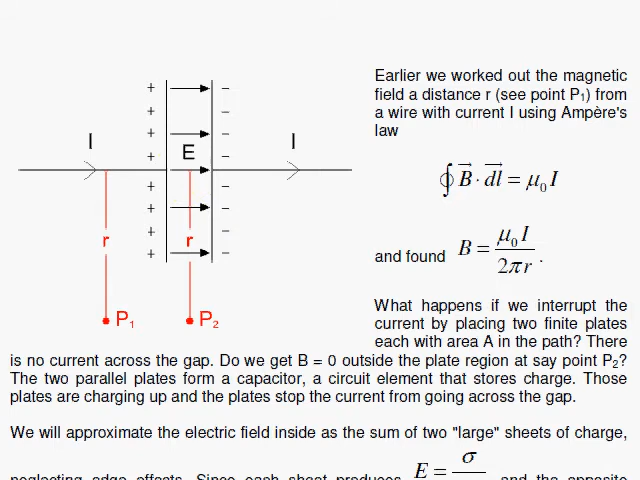 Earlier we worked out the magnetic
field a distance r (see point P₁) from
a wire with current I using Ampère's
law
∮ B⃗ · dl⃗ = μ₀ I
and found B = μ₀ I / 2πr .
What happens if we interrupt the
current by placing two finite plates
each with area A in the path? There
is no current across the gap. Do we get B = 0 outside the plate region at say point P₂?
The two parallel plates form a capacitor, a circuit element that stores charge. Those
plates are charging up and the plates stop the current from going across the gap.
We will approximate the electric field inside as the sum of two "large" sheets of charge,
neglecting edge effects. Since each sheet produces E = σ and the opposite
+ −
+ −
+ −
I I
+ E −
+ −
+ −
r r
+ −
+ −
P₁ P₂